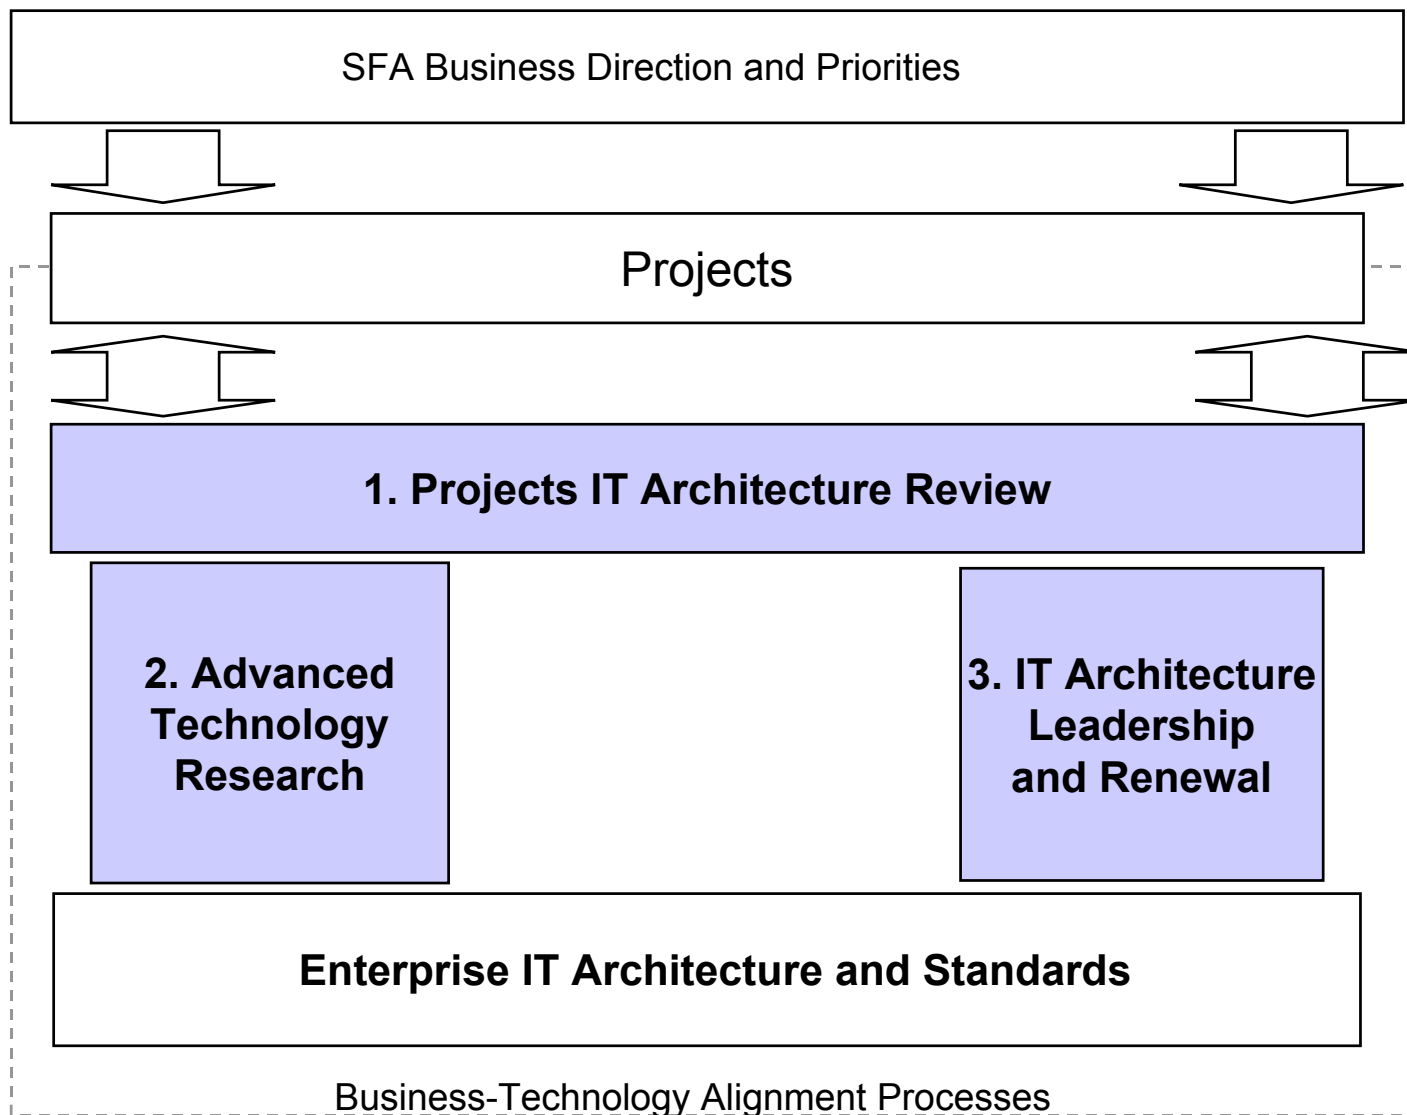 SFA Business Direction and Priorities
Projects
1. Projects IT Architecture Review
2. Advanced
Technology
Research
3. IT Architecture
Leadership
and Renewal
Enterprise IT Architecture and Standards
Business-Technology Alignment Processes